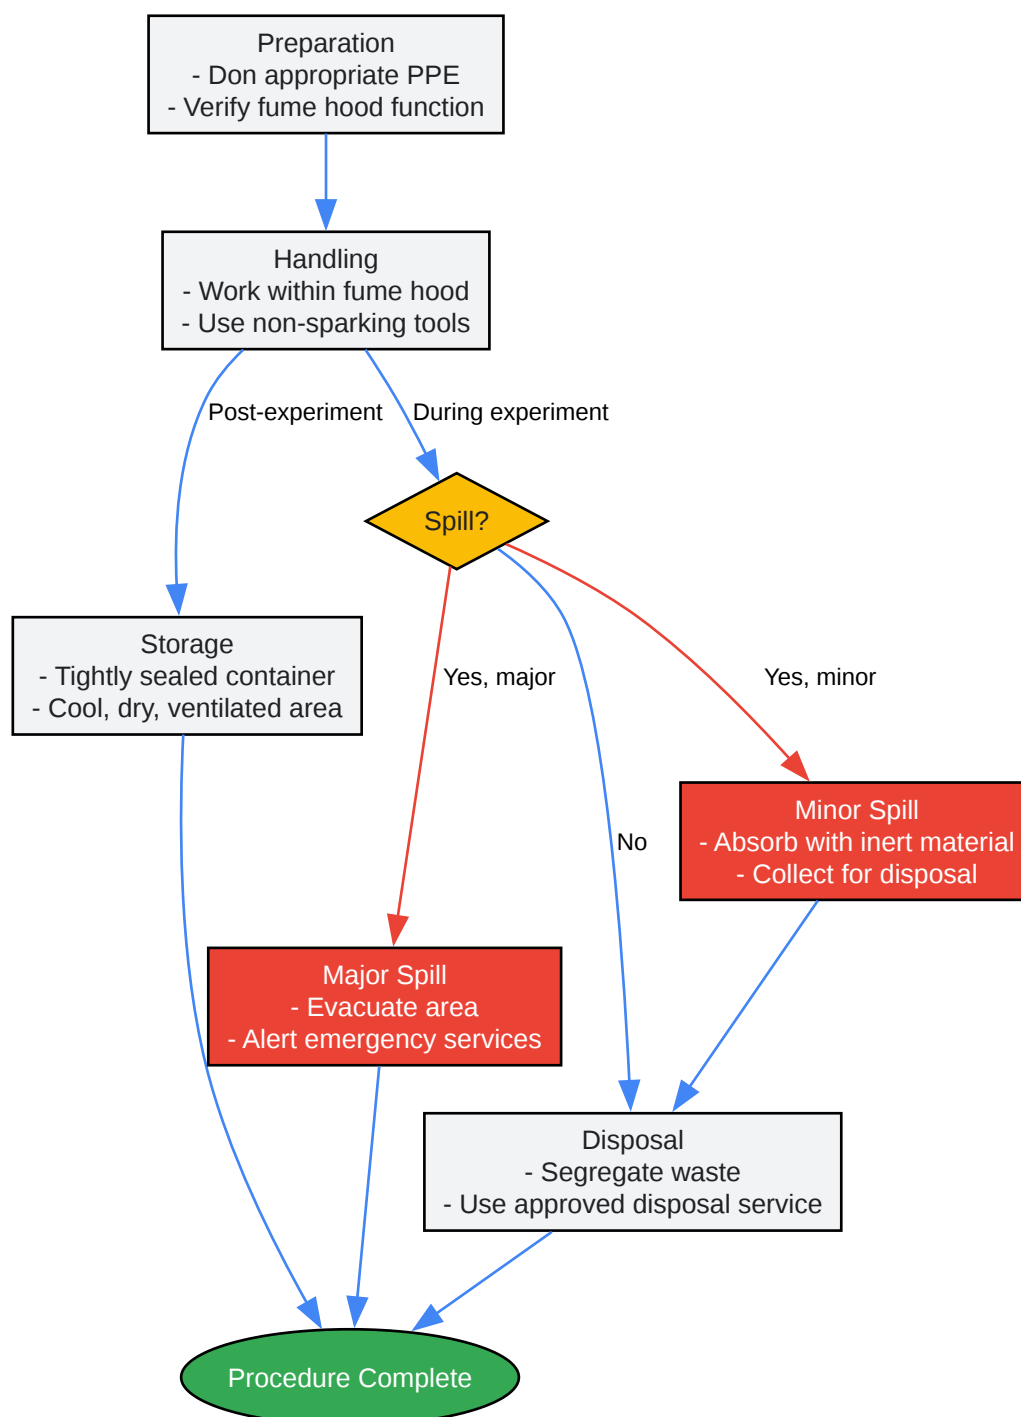 Preparation
- Don appropriate PPE
- Verify fume hood function
Handling
- Work within fume hood
- Use non-sparking tools
Post-experiment
During experiment
Spill?
Storage
- Tightly sealed container
- Cool, dry, ventilated area
Yes, major
Yes, minor
Minor Spill
- Absorb with inert material
- Collect for disposal
No
Major Spill
- Evacuate area
- Alert emergency services
Disposal
- Segregate waste
- Use approved disposal service
Procedure Complete